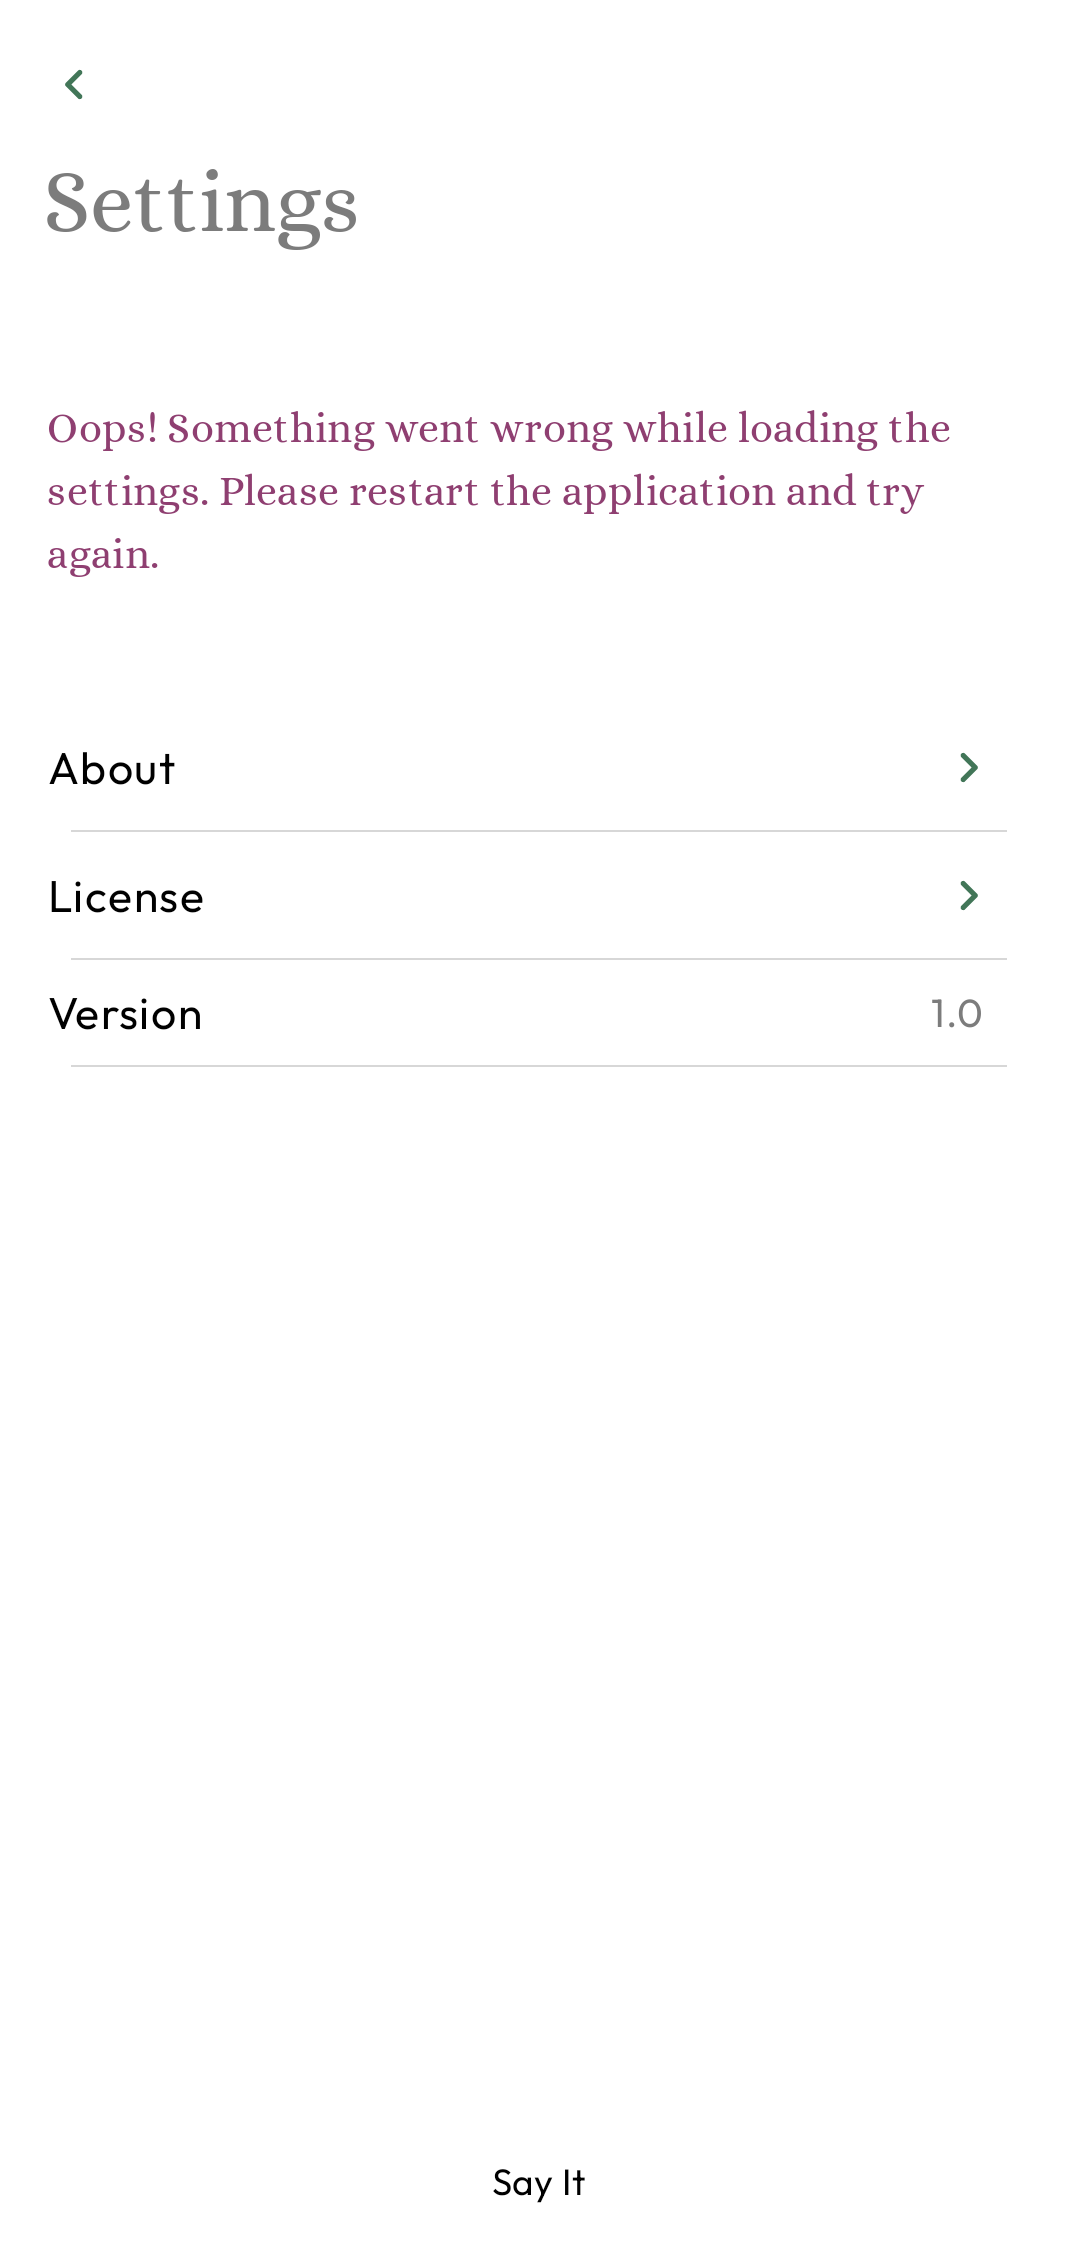 Settings
Oops! Something went wrong while loading the
settings. Please restart the application and try
again.
About
License
Version 1.0
Say It